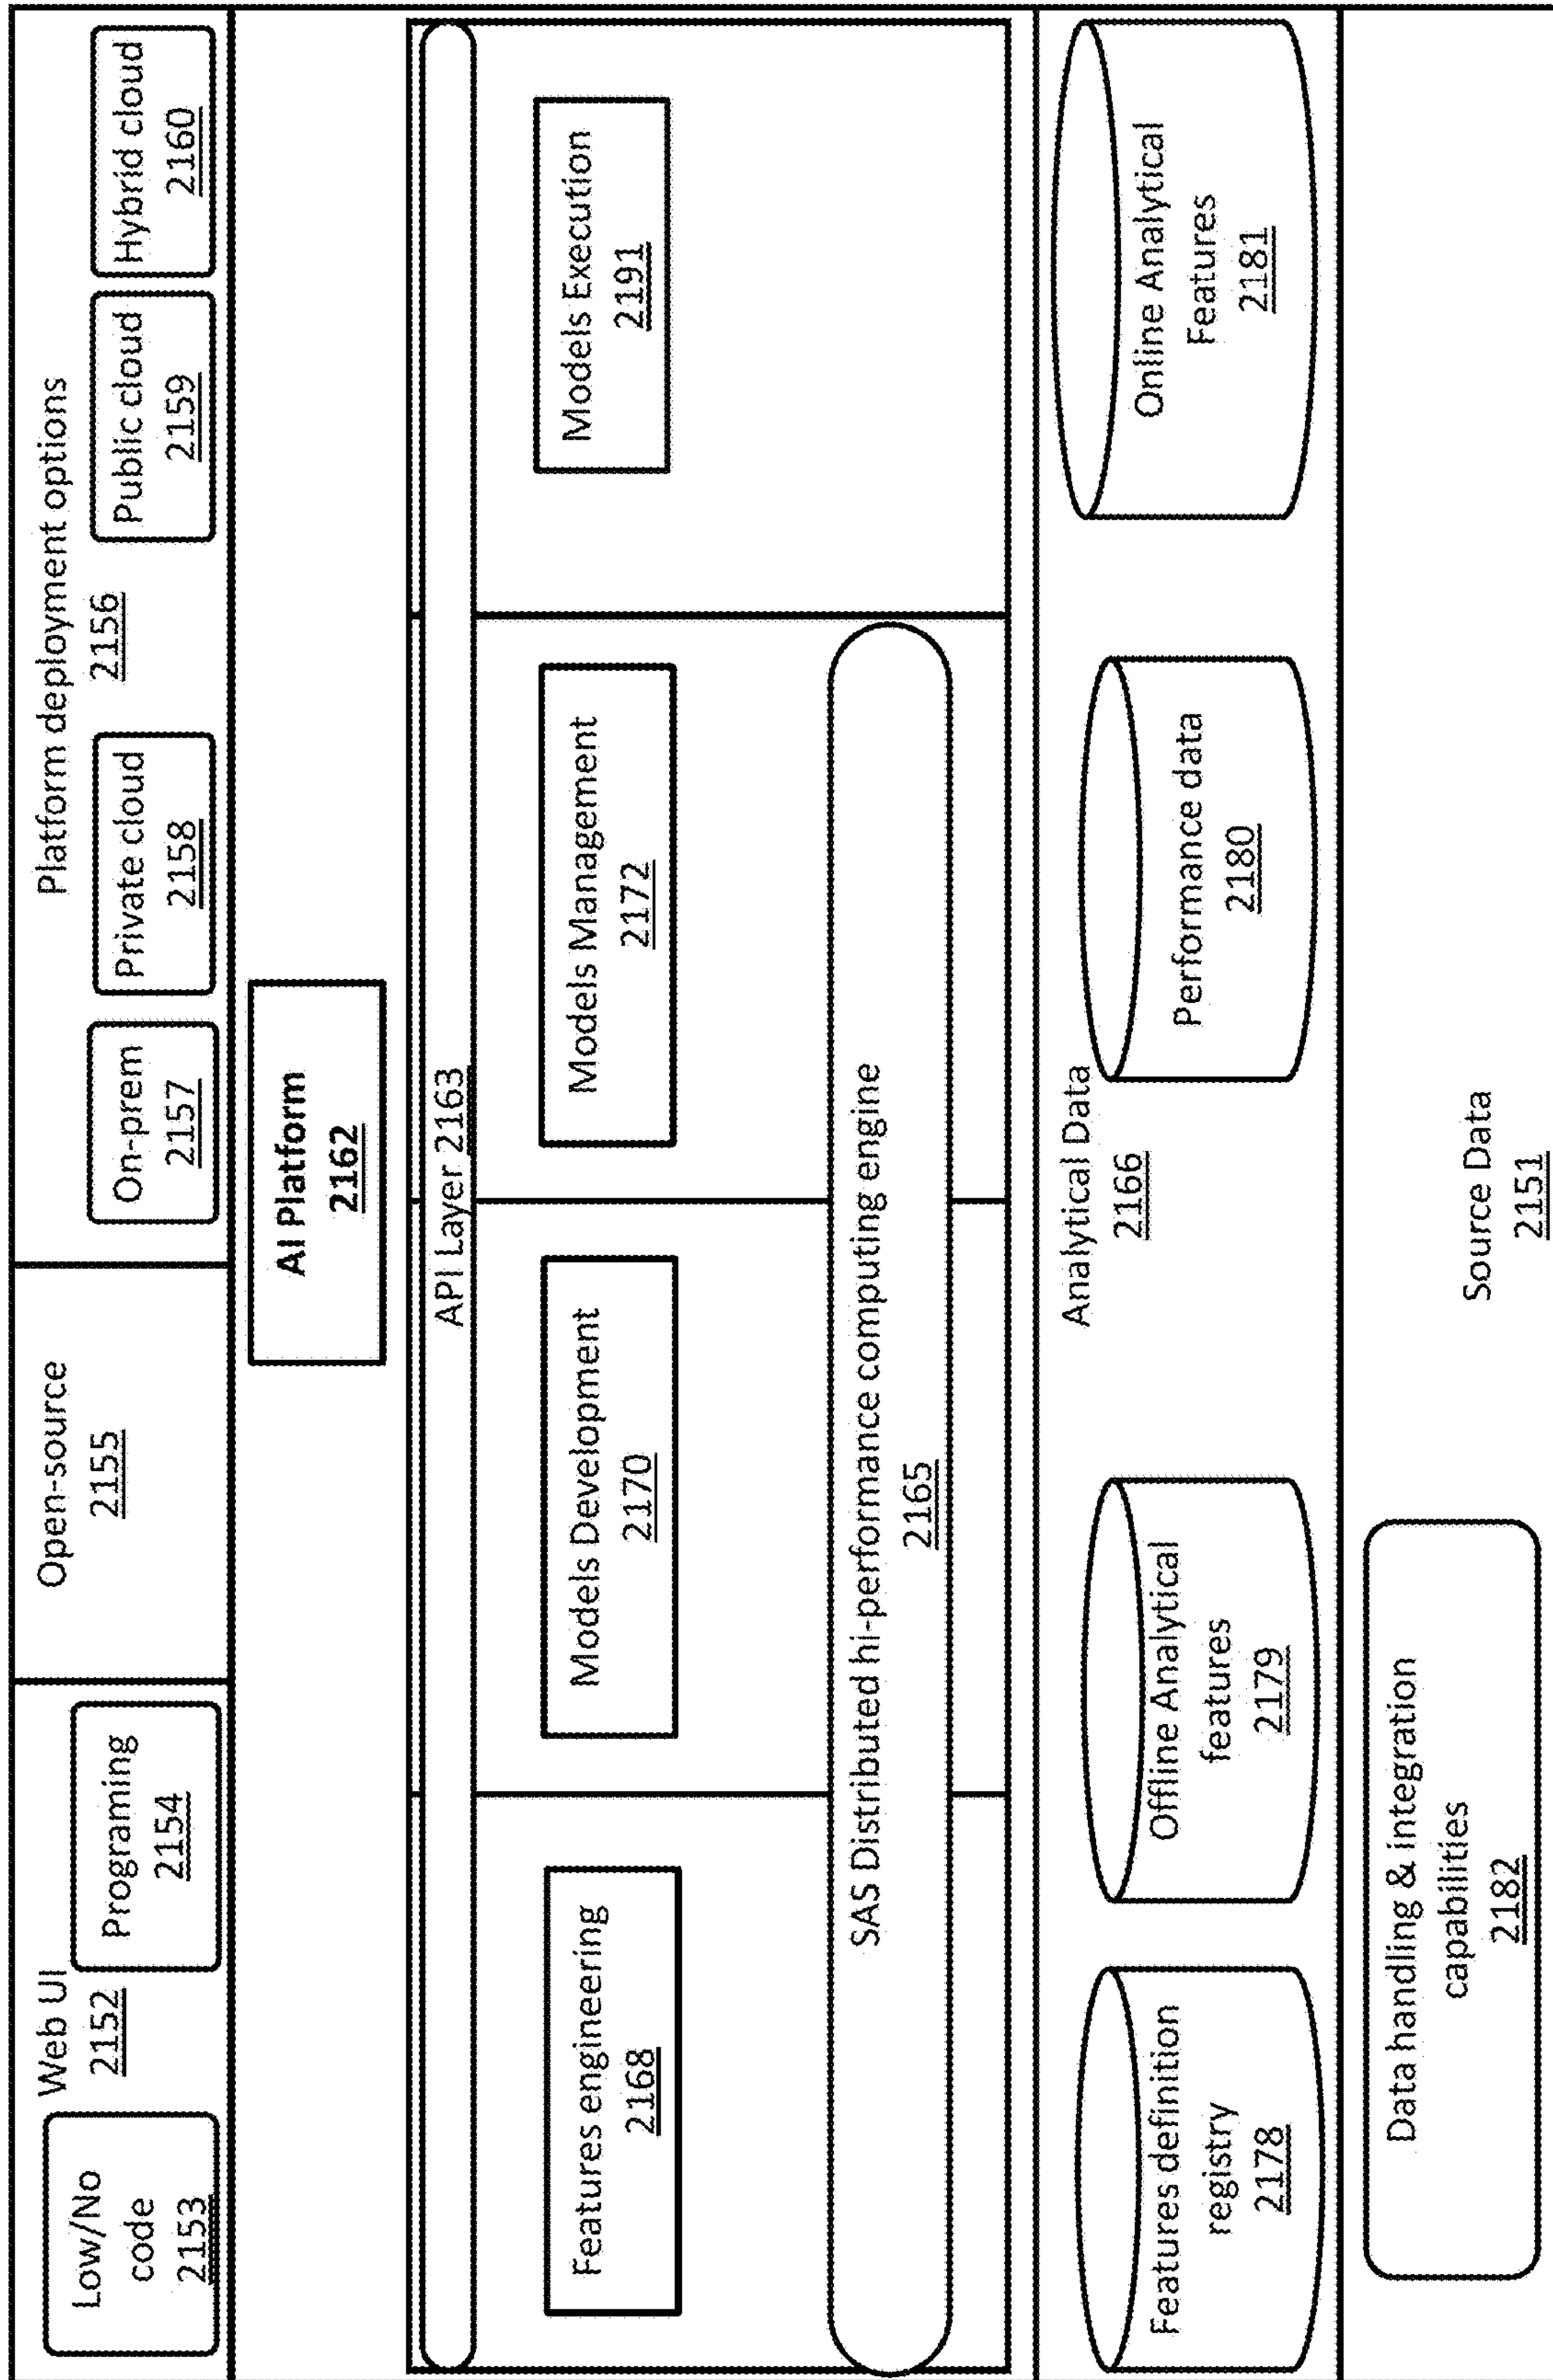 Web UI
2152
Low/No
code
2153
Programing
2154
Open-source
2155
Platform deployment options
2156
On-prem
2157
Private cloud
2158
Public cloud
2159
Hybrid cloud
2160
AI Platform
2162
API Layer 2163
Features engineering
2168
Models Development
2170
Models Management
2172
Models Execution
2191
SAS Distributed hi-performance computing engine
2165
Analytical Data
2166
Features definition
registry
2178
Offline Analytical
features
2179
Performance data
2180
Online Analytical
Features
2181
Data handling & integration
capabilities
2182
Source Data
2151